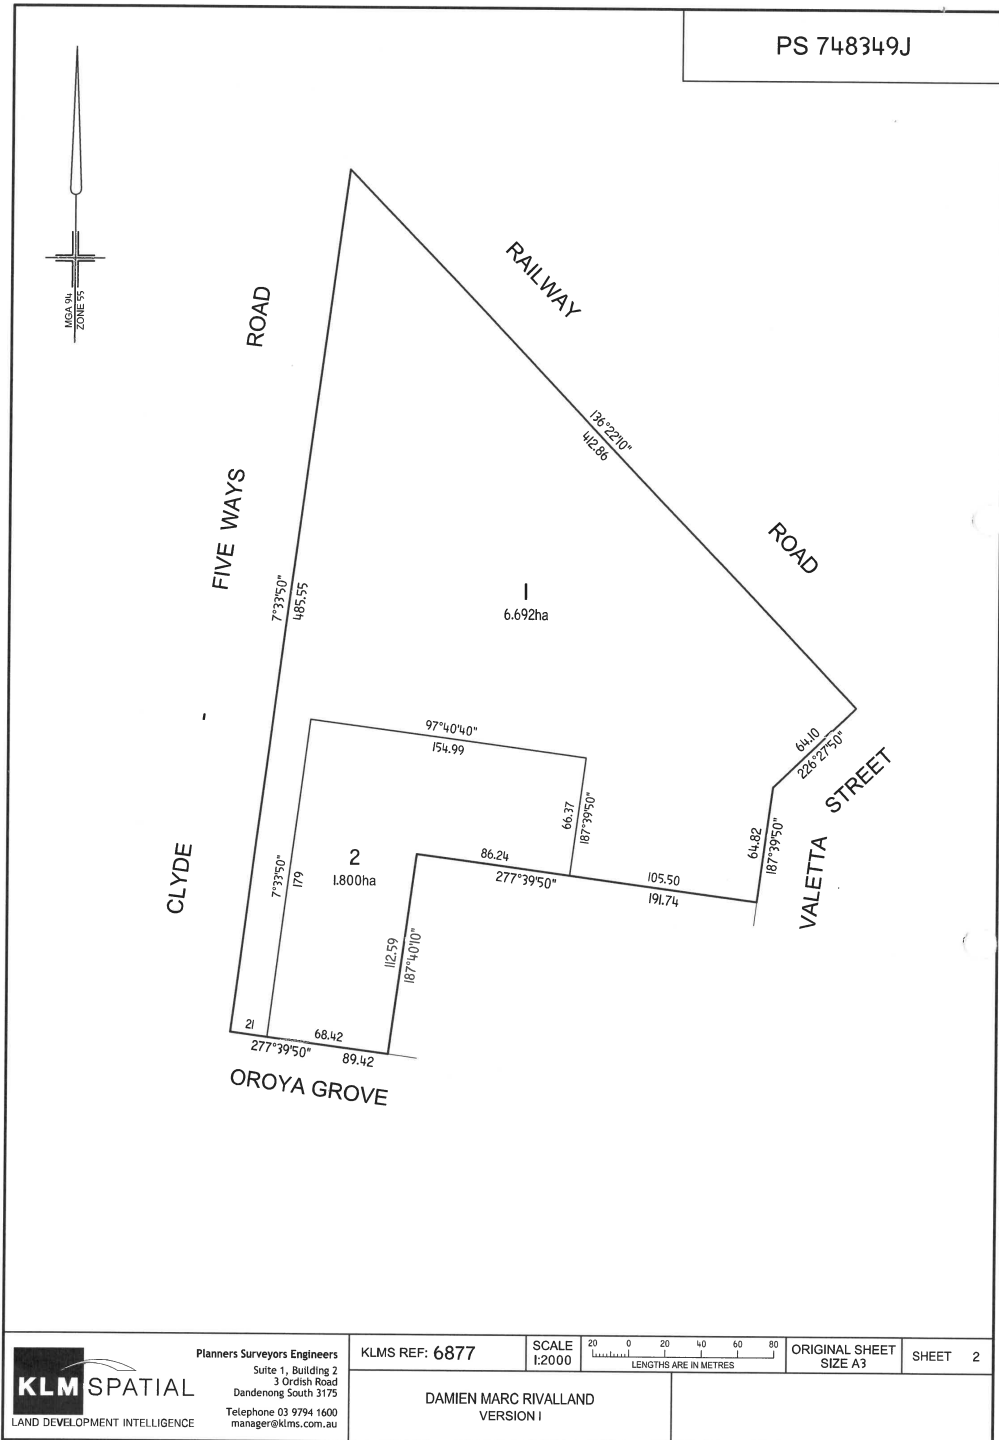 PS 748349J
MGA 94
ZONE 55
RAILWAY
ROAD
136°22'10"
412.86
ROAD
FIVE WAYS
7°33'50"
485.55
1
6.692ha
ROAD
-
CLYDE
97°40'40"
154.99
64.10
226°27'50"
STREET
VALETTA
66.37
187°39'50"
64.82
187°39'50"
2
1.800ha
7°33'50"
179
86.24
277°39'50"
105.50
191.74
112.59
187°40'10"
21
68.42
277°39'50"
89.42
OROYA GROVE
KLM SPATIAL
LAND DEVELOPMENT INTELLIGENCE
Planners Surveyors Engineers
Suite 1, Building 2
3 Ordish Road
Dandenong South 3175
Telephone 03 9794 1600
manager@klms.com.au
KLMS REF: 6877
SCALE
1:2000
20 0 20 40 60 80
LENGTHS ARE IN METRES
ORIGINAL SHEET
SIZE A3
SHEET 2
DAMIEN MARC RIVALLAND
VERSION 1